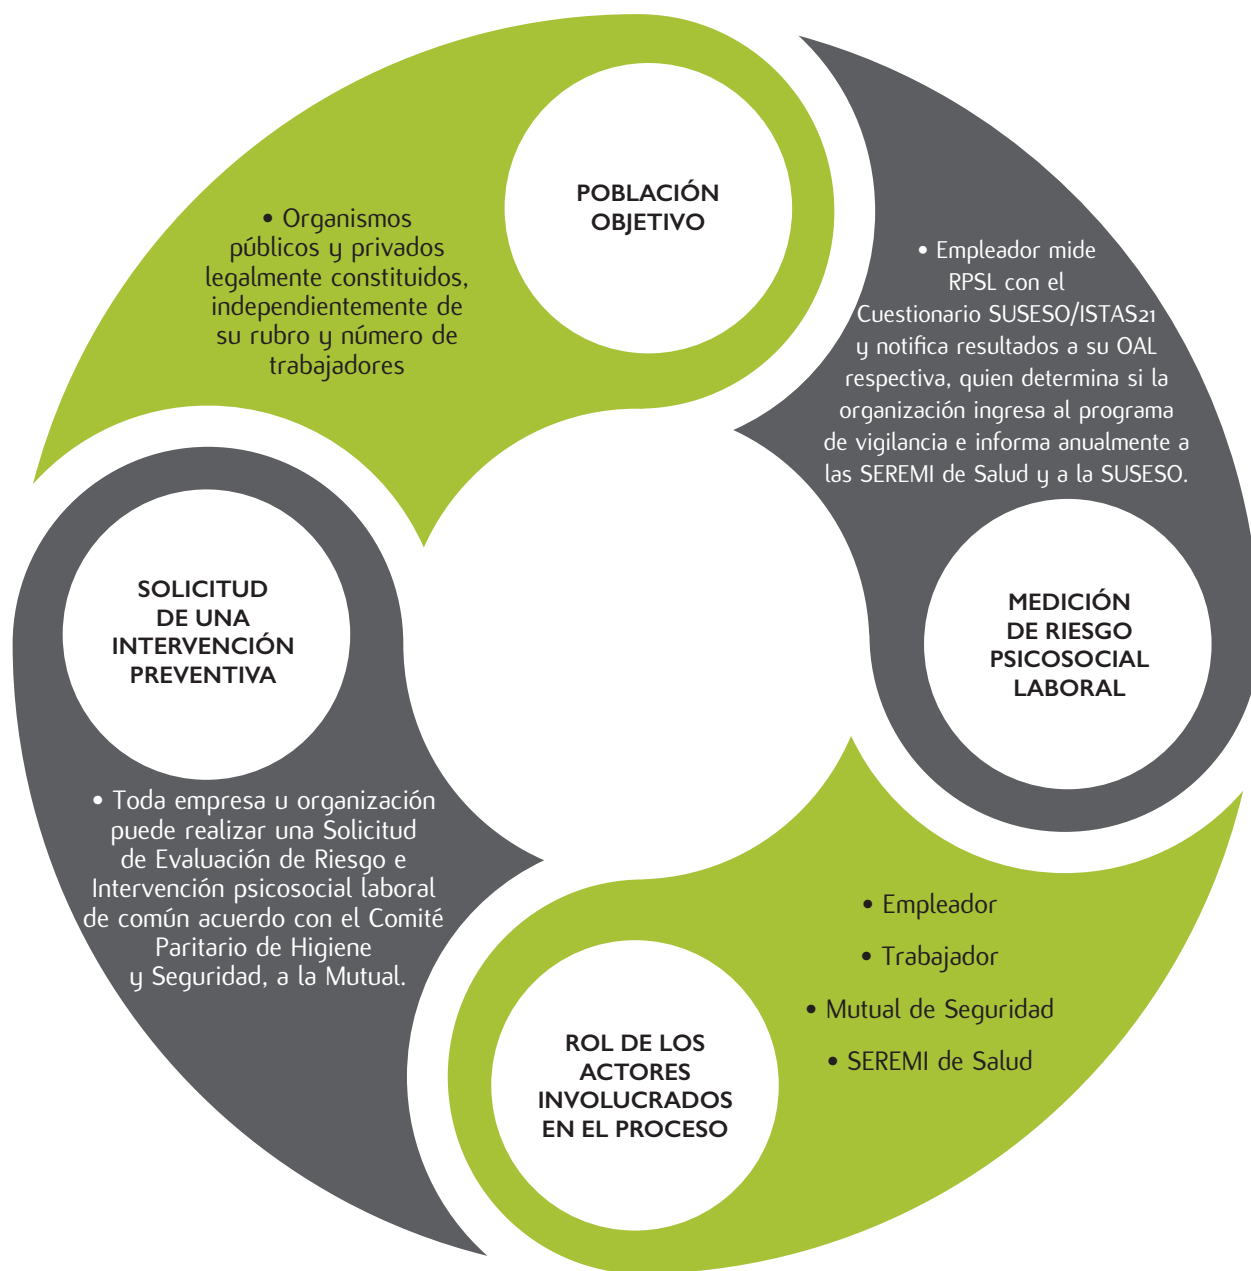 POBLACIÓN
OBJETIVO
• Organismos
públicos y privados
legalmente constituidos,
independientemente de
su rubro y número de
trabajadores
• Empleador mide
RPSL con el
Cuestionario SUSESO/ISTAS21
y notifica resultados a su OAL
respectiva, quien determina si la
organización ingresa al programa
de vigilancia e informa anualmente a
las SEREMI de Salud y a la SUSESO.
MEDICIÓN
DE RIESGO
PSICOSOCIAL
LABORAL
• Empleador
• Trabajador
• Mutual de Seguridad
• SEREMI de Salud
ROL DE LOS
ACTORES
INVOLUCRADOS
EN EL PROCESO
SOLICITUD
DE UNA
INTERVENCIÓN
PREVENTIVA
• Toda empresa u organización
puede realizar una Solicitud
de Evaluación de Riesgo e
Intervención psicosocial laboral
de común acuerdo con el Comité
Paritario de Higiene
y Seguridad, a la Mutual.